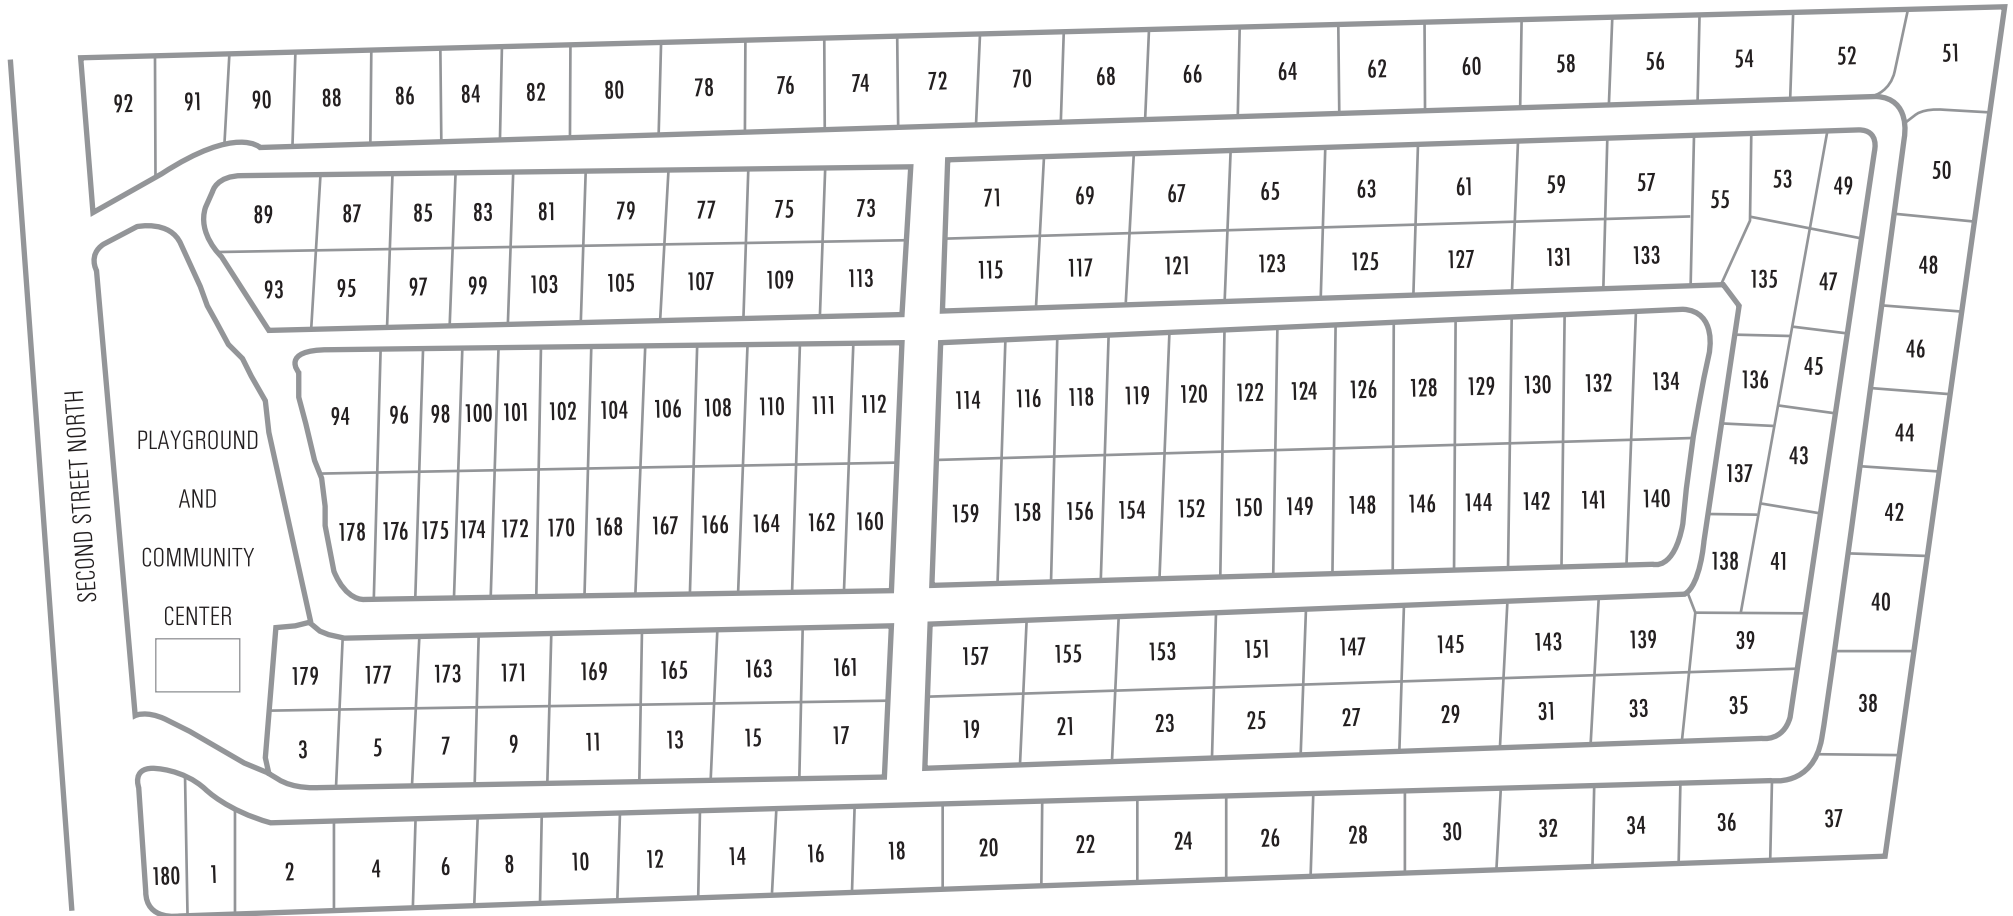 92 91 90 88 86 84 82 80 78 76 74 72 70 68 66 64 62 60 58 56 54 52 51
89 87 85 83 81 79 77 75 73 71 69 67 65 63 61 59 57 55 53 49 50
93 95 97 99 103 105 107 109 113 115 117 121 123 125 127 131 133 135 47 48
94 96 98 100 101 102 104 106 108 110 111 112 114 116 118 119 120 122 124 126 128 129 130 132 134 136 45 46
SECOND STREET NORTH
PLAYGROUND
AND
COMMUNITY
CENTER
137 43 44
178 176 175 174 172 170 168 167 166 164 162 160 159 158 156 154 152 150 149 148 146 144 142 141 140 138 41 42
40
179 177 173 171 169 165 163 161 157 155 153 151 147 145 143 139 39
3 5 7 9 11 13 15 17 19 21 23 25 27 29 31 33 35 38
180 1 2 4 6 8 10 12 14 16 18 20 22 24 26 28 30 32 34 36 37